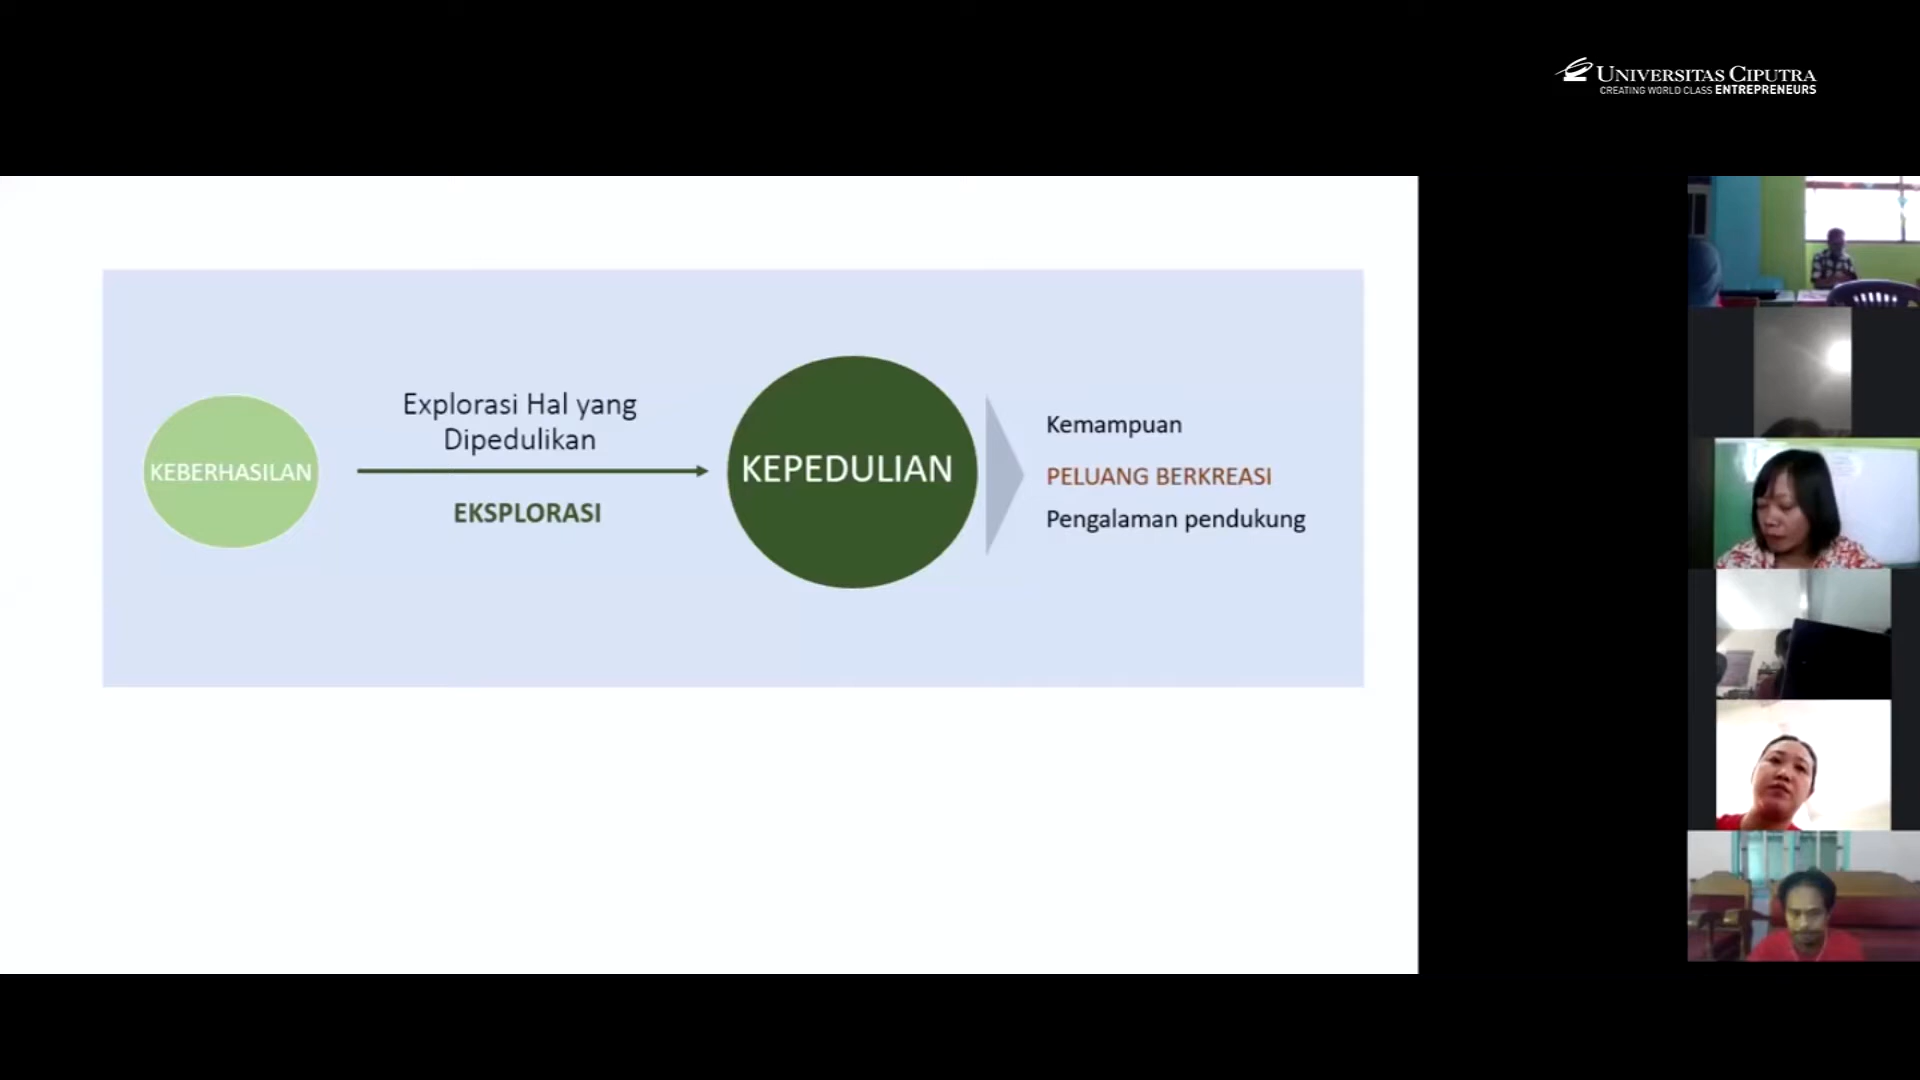 UNIVERSITAS CIPUTRA
CREATING WORLD CLASS ENTREPRENEURS
KEBERHASILAN
Explorasi Hal yang
Dipedulikan
EKSPLORASI
KEPEDULIAN
Kemampuan
PELUANG BERKREASI
Pengalaman pendukung